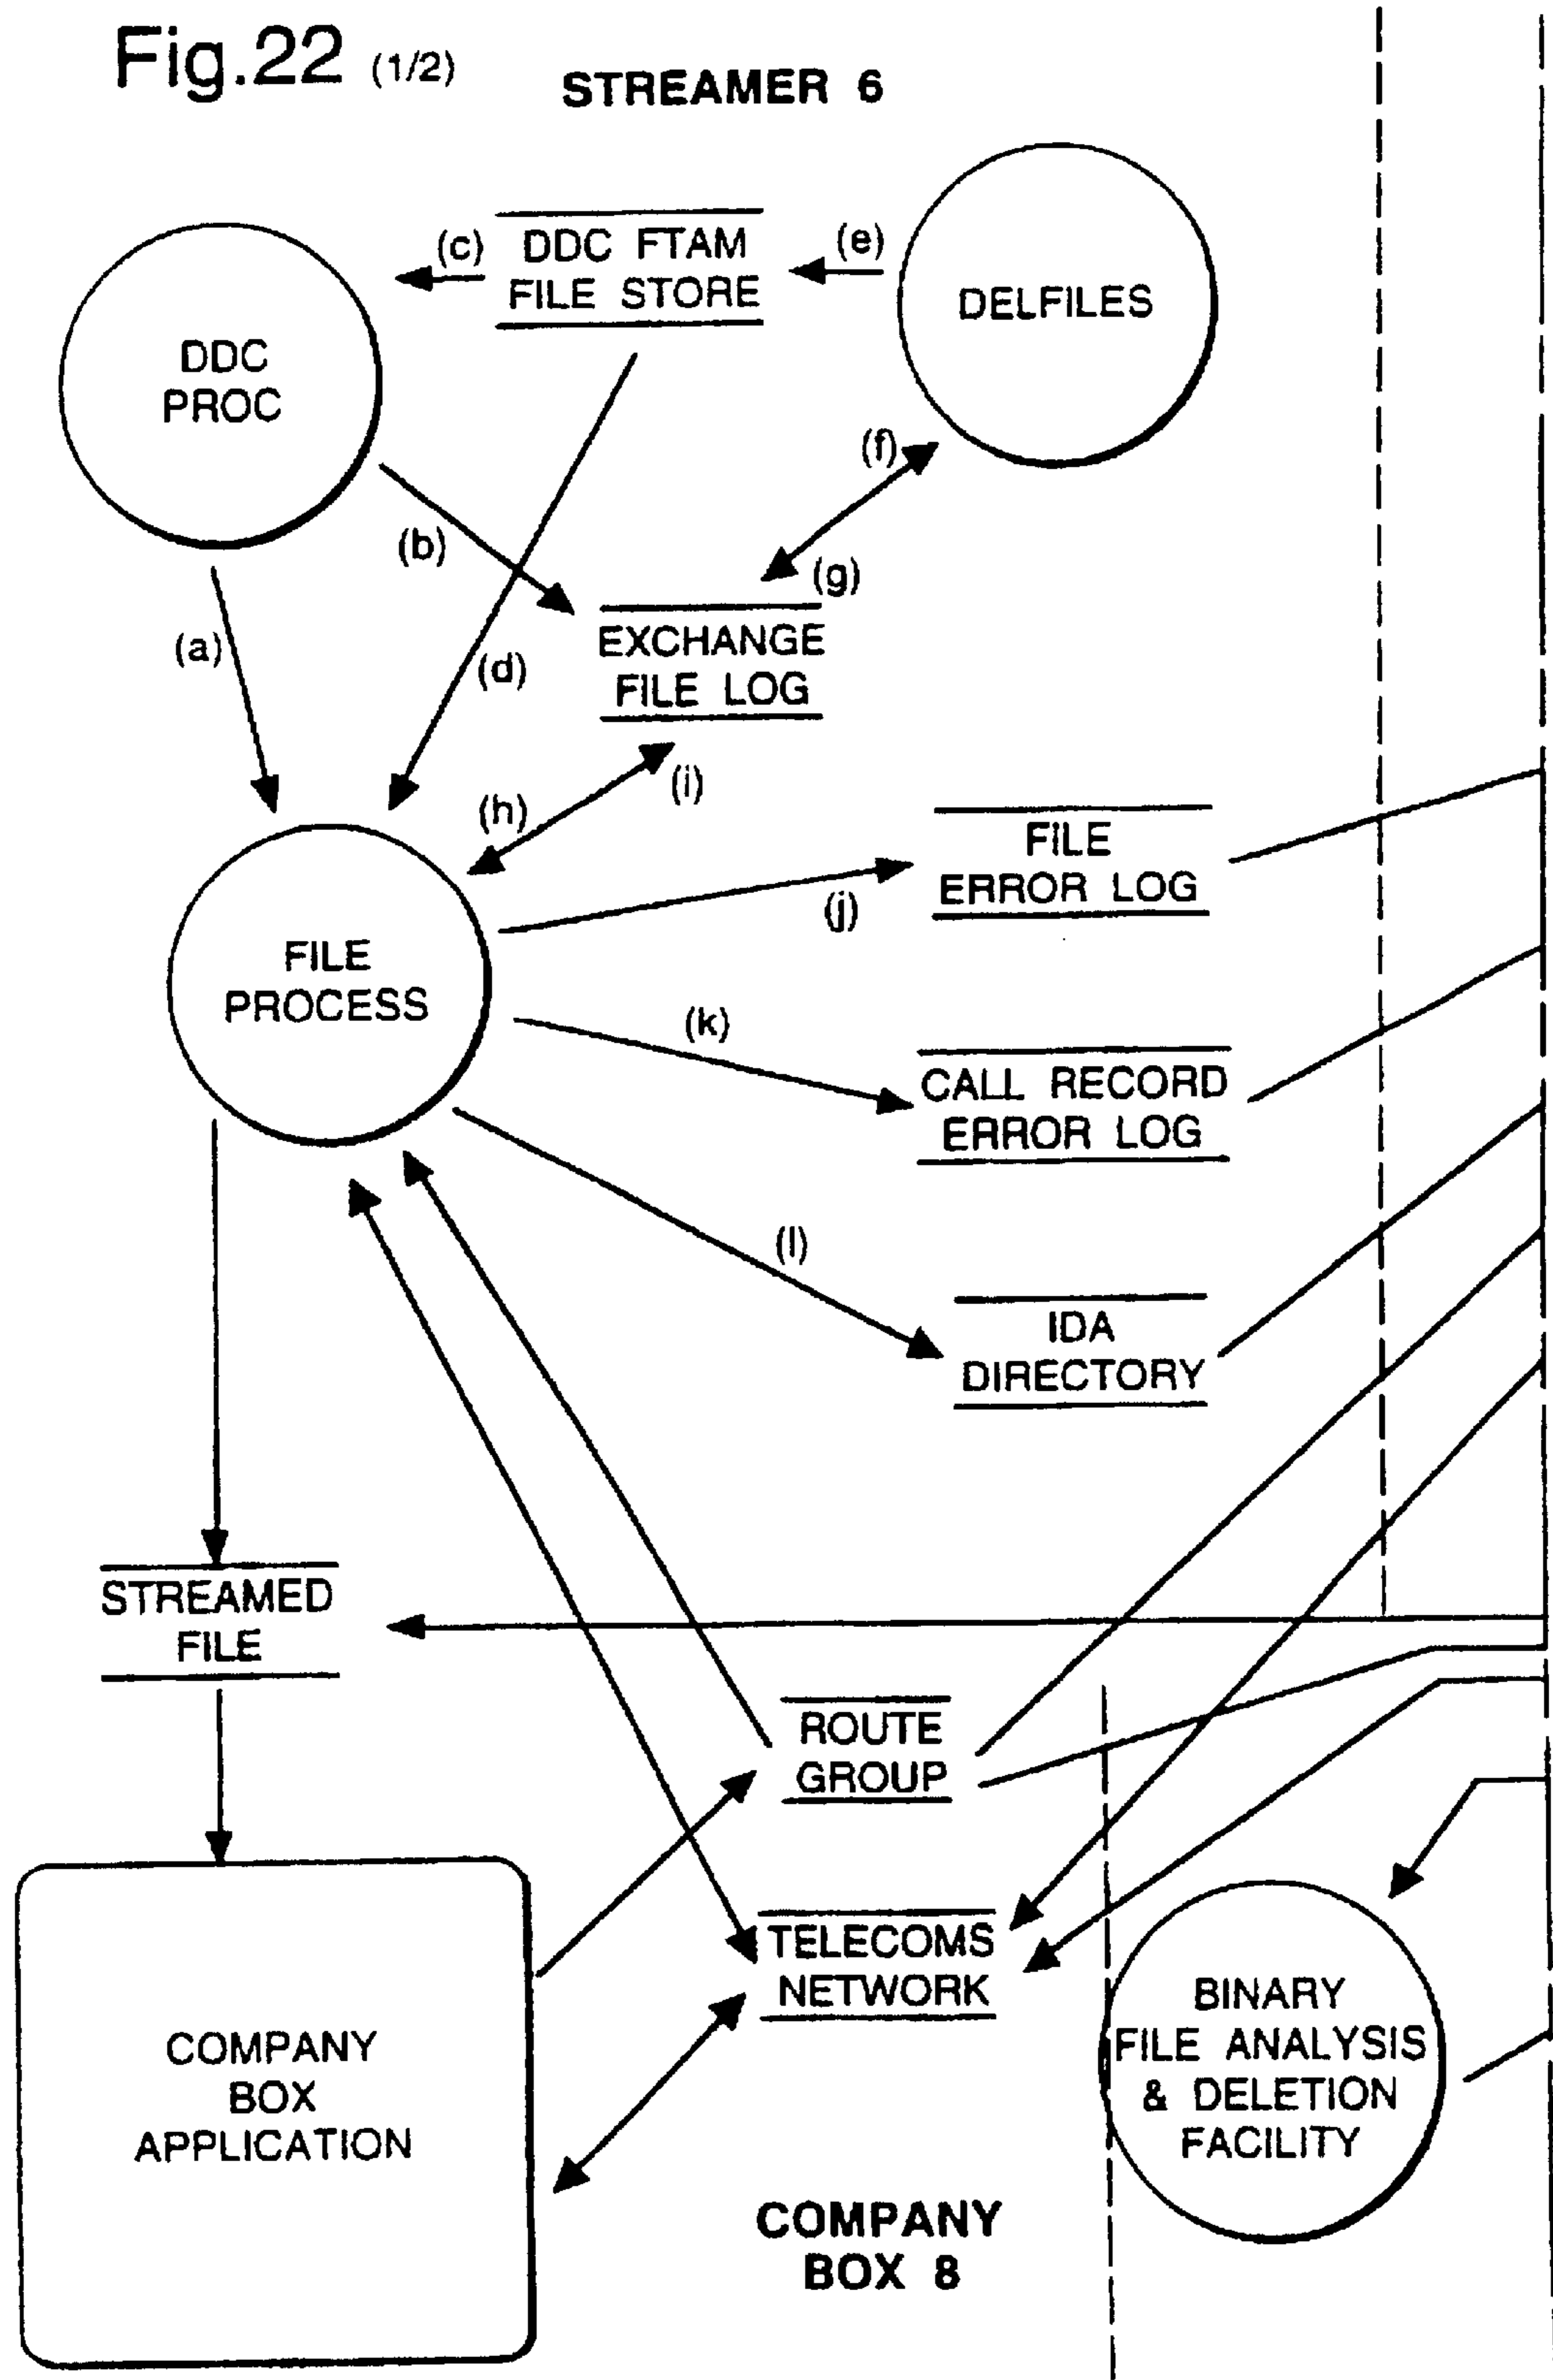 Fig.22 (1/2)
STREAMER 6
(c)
DDC FTAM
FILE STORE
(e)
DELFILES
DDC
PROC
(f)
(b)
(g)
(a)
EXCHANGE
FILE LOG
(d)
(i)
(h)
FILE
ERROR LOG
(j)
FILE
PROCESS
(k)
CALL RECORD
ERROR LOG
(l)
IDA
DIRECTORY
STREAMED
FILE
ROUTE
GROUP
TELECOMS
NETWORK
BINARY
FILE ANALYSIS
& DELETION
FACILITY
COMPANY
BOX
APPLICATION
COMPANY
BOX 8